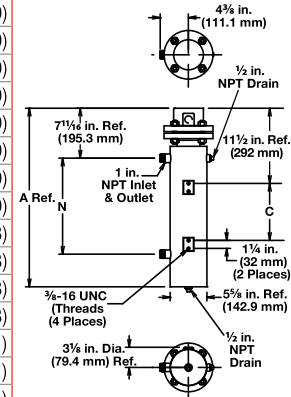 4⅜ in.
(111.1 mm)
½ in.
NPT Drain
7 11/16 in. Ref.
(195.3 mm)
11½ in. Ref.
(292 mm)
1 in.
NPT Inlet
& Outlet
A Ref.
N
C
1¼ in.
(32 mm)
(2 Places)
⅜-16 UNC
(Threads
(4 Places)
5⅝ in. Ref.
(142.9 mm)
3⅛ in. Dia.
(79.4 mm) Ref.
½ in.
NPT
Drain